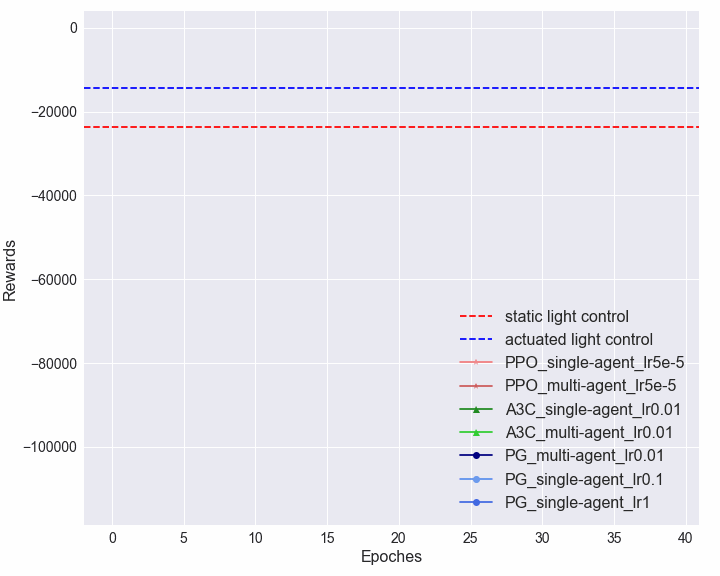 0
−20000
−40000
−60000
−80000
−100000
Rewards
static light control
actuated light control
PPO_single-agent_lr5e-5
PPO_multi-agent_lr5e-5
A3C_single-agent_lr0.01
A3C_multi-agent_lr0.01
PG_multi-agent_lr0.01
PG_single-agent_lr0.1
PG_single-agent_lr1
0 5 10 15 20 25 30 35 40
Epoches